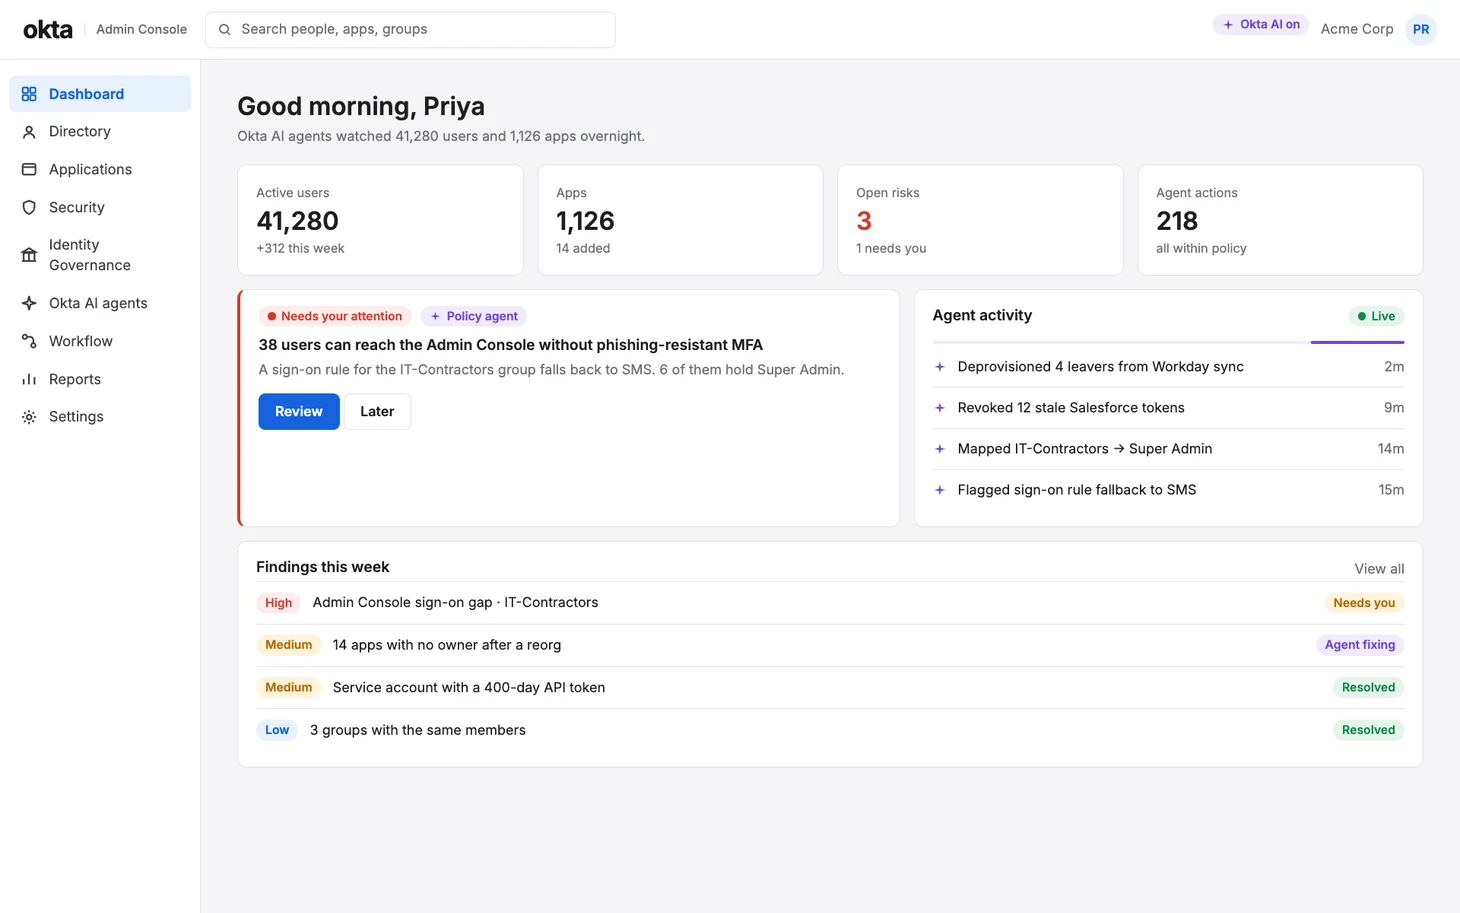 okta
Admin Console
Search people, apps, groups
Okta AI on
Acme Corp
PR
Dashboard
Directory
Applications
Security
Identity
Governance
Okta AI agents
Workflow
Reports
Settings
Good morning, Priya
Okta AI agents watched 41,280 users and 1,126 apps overnight.
Active users
41,280
+312 this week
Apps
1,126
14 added
Open risks
3
1 needs you
Agent actions
218
all within policy
Needs your attention
Policy agent
38 users can reach the Admin Console without phishing-resistant MFA
A sign-on rule for the IT-Contractors group falls back to SMS. 6 of them hold Super Admin.
Review
Later
Agent activity
Live
Deprovisioned 4 leavers from Workday sync 2m
Revoked 12 stale Salesforce tokens 9m
Mapped IT-Contractors → Super Admin 14m
Flagged sign-on rule fallback to SMS 15m
Findings this week
View all
High Admin Console sign-on gap · IT-Contractors Needs you
Medium 14 apps with no owner after a reorg Agent fixing
Medium Service account with a 400-day API token Resolved
Low 3 groups with the same members Resolved